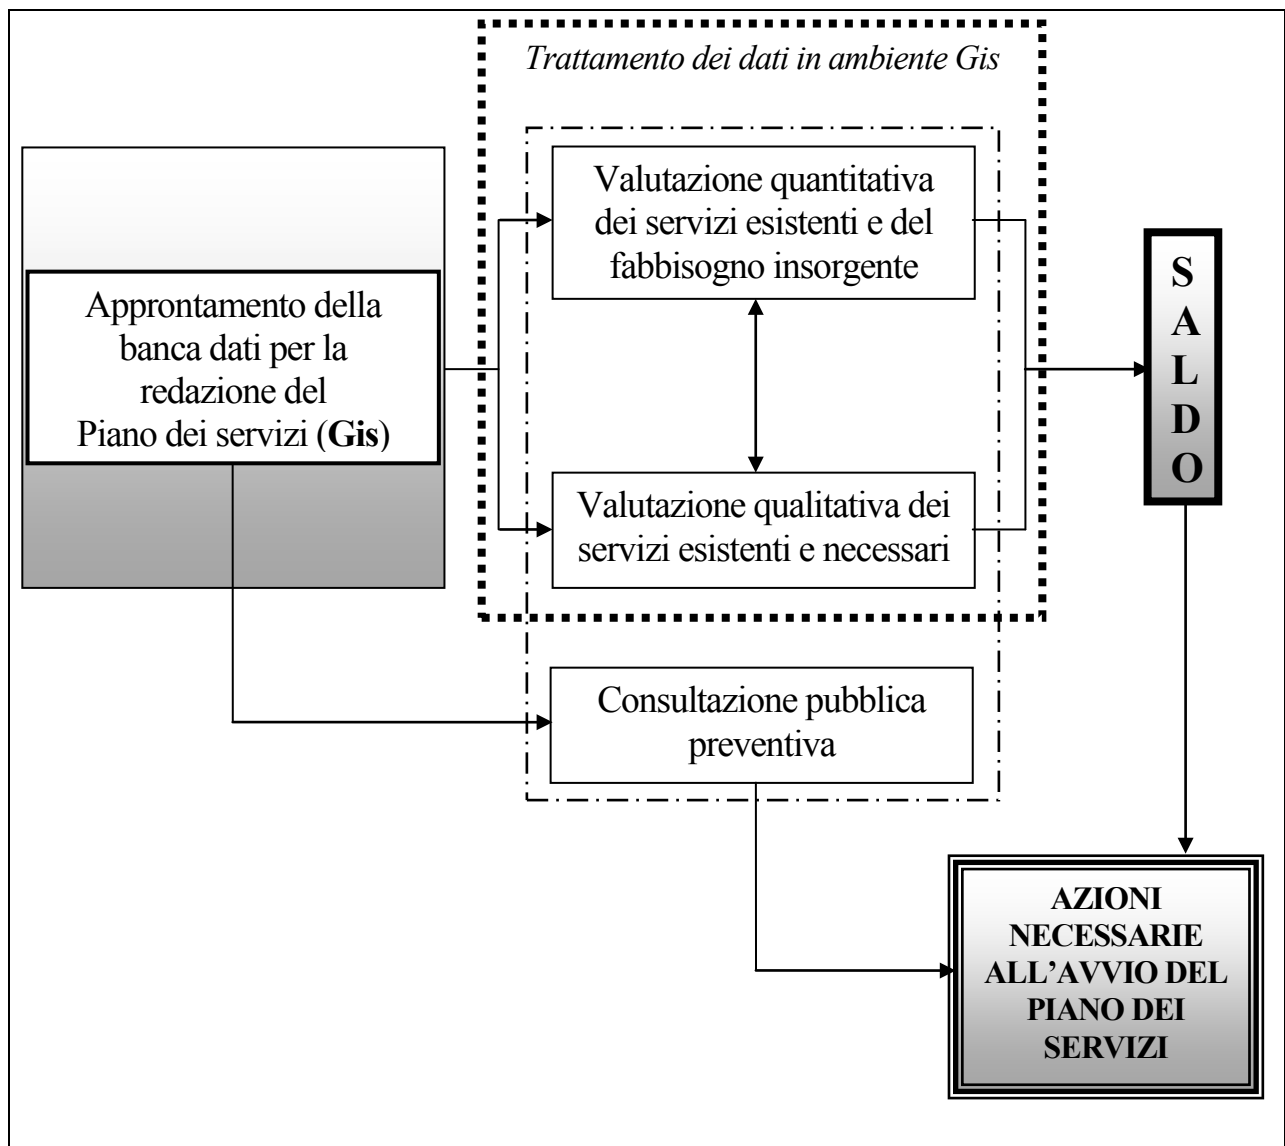 Trattamento dei dati in ambiente Gis
Valutazione quantitativa
dei servizi esistenti e del
fabbisogno insorgente
Approntamento della
banca dati per la
redazione del
Piano dei servizi (Gis)
Valutazione qualitativa dei
servizi esistenti e necessari
Consultazione pubblica
preventiva
S
A
L
D
O
AZIONI
NECESSARIE
ALL’AVVIO DEL
PIANO DEI
SERVIZI